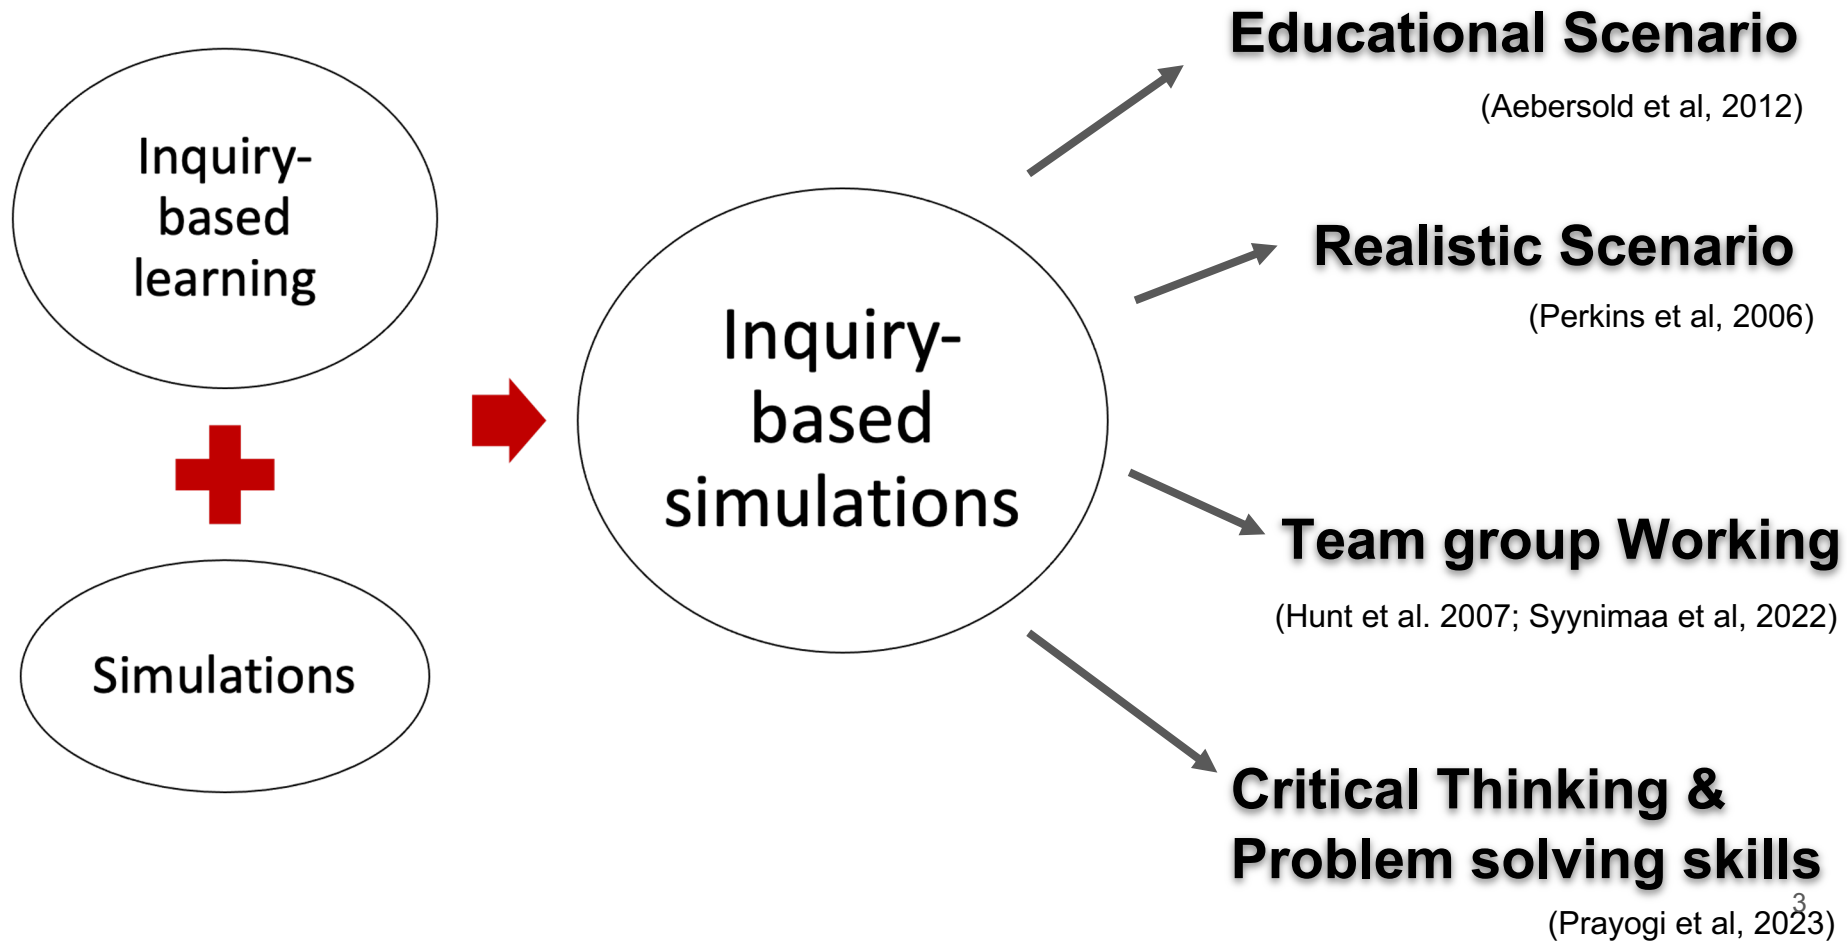 Inquiry-
based
learning
Simulations
Inquiry-
based
simulations
Educational Scenario
(Aebersold et al, 2012)
Realistic Scenario
(Perkins et al, 2006)
Team group Working
(Hunt et al. 2007; Syynimaa et al, 2022)
Critical Thinking &
Problem solving skills
(Prayogi et al, 2023)
3